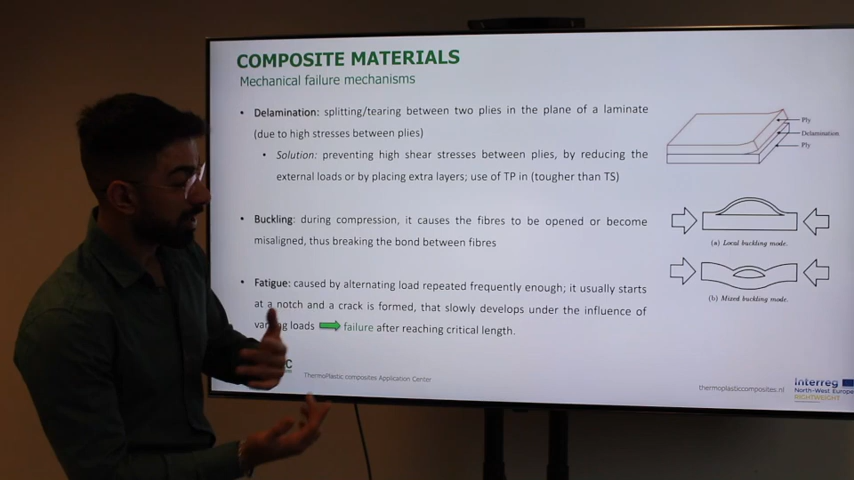 COMPOSITE MATERIALS
Mechanical failure mechanisms
• Delamination: splitting/tearing between two plies in the plane of a laminate
(due to high stresses between plies)
• Solution: preventing high shear stresses between plies, by reducing the
external loads or by placing extra layers; use of TP in (tougher than TS)
Ply
Delamination
Ply
• Buckling: during compression, it causes the fibres to be opened or become
misaligned, thus breaking the bond between fibres
(a) Local buckling mode.
• Fatigue: caused by alternating load repeated frequently enough; it usually starts
at a notch and a crack is formed, that slowly develops under the influence of
loads failure after reaching critical length.
(b) Mixed buckling mode.
ThermoPlastic composites Application Center
thermoplasticcomposites.nl
Interreg
North-West Europe